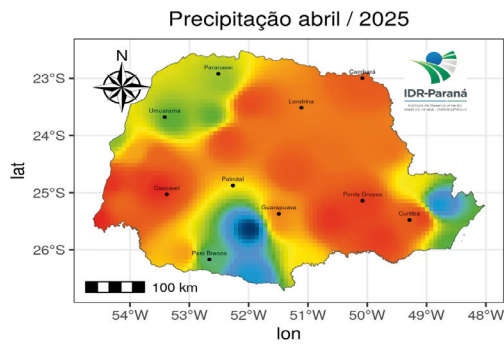 Precipitação abril / 2025
N
IDR-Paraná
23°S
24°S
25°S
26°S
lat
Paranavaí
Cambará
Londrina
Umuarama
Cascavel
Palmital
Guarapuava
Ponta Grossa
Curitiba
Pato Branco
100 km
54°W
53°W
52°W
51°W
50°W
49°W
48°W
lon